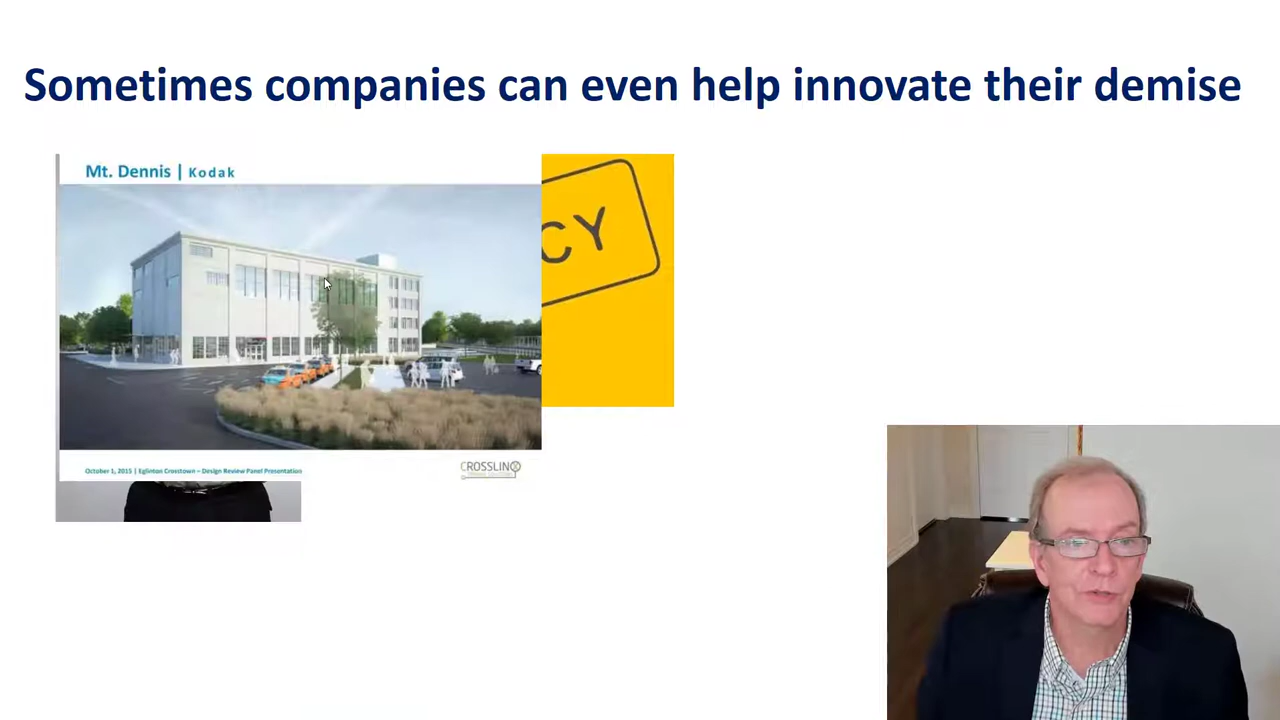 Sometimes companies can even help innovate their demise
Mt. Dennis | Kodak
CY
October 1, 2015 | Eglinton Crosstown – Design Review Panel Presentation
CROSSLINX